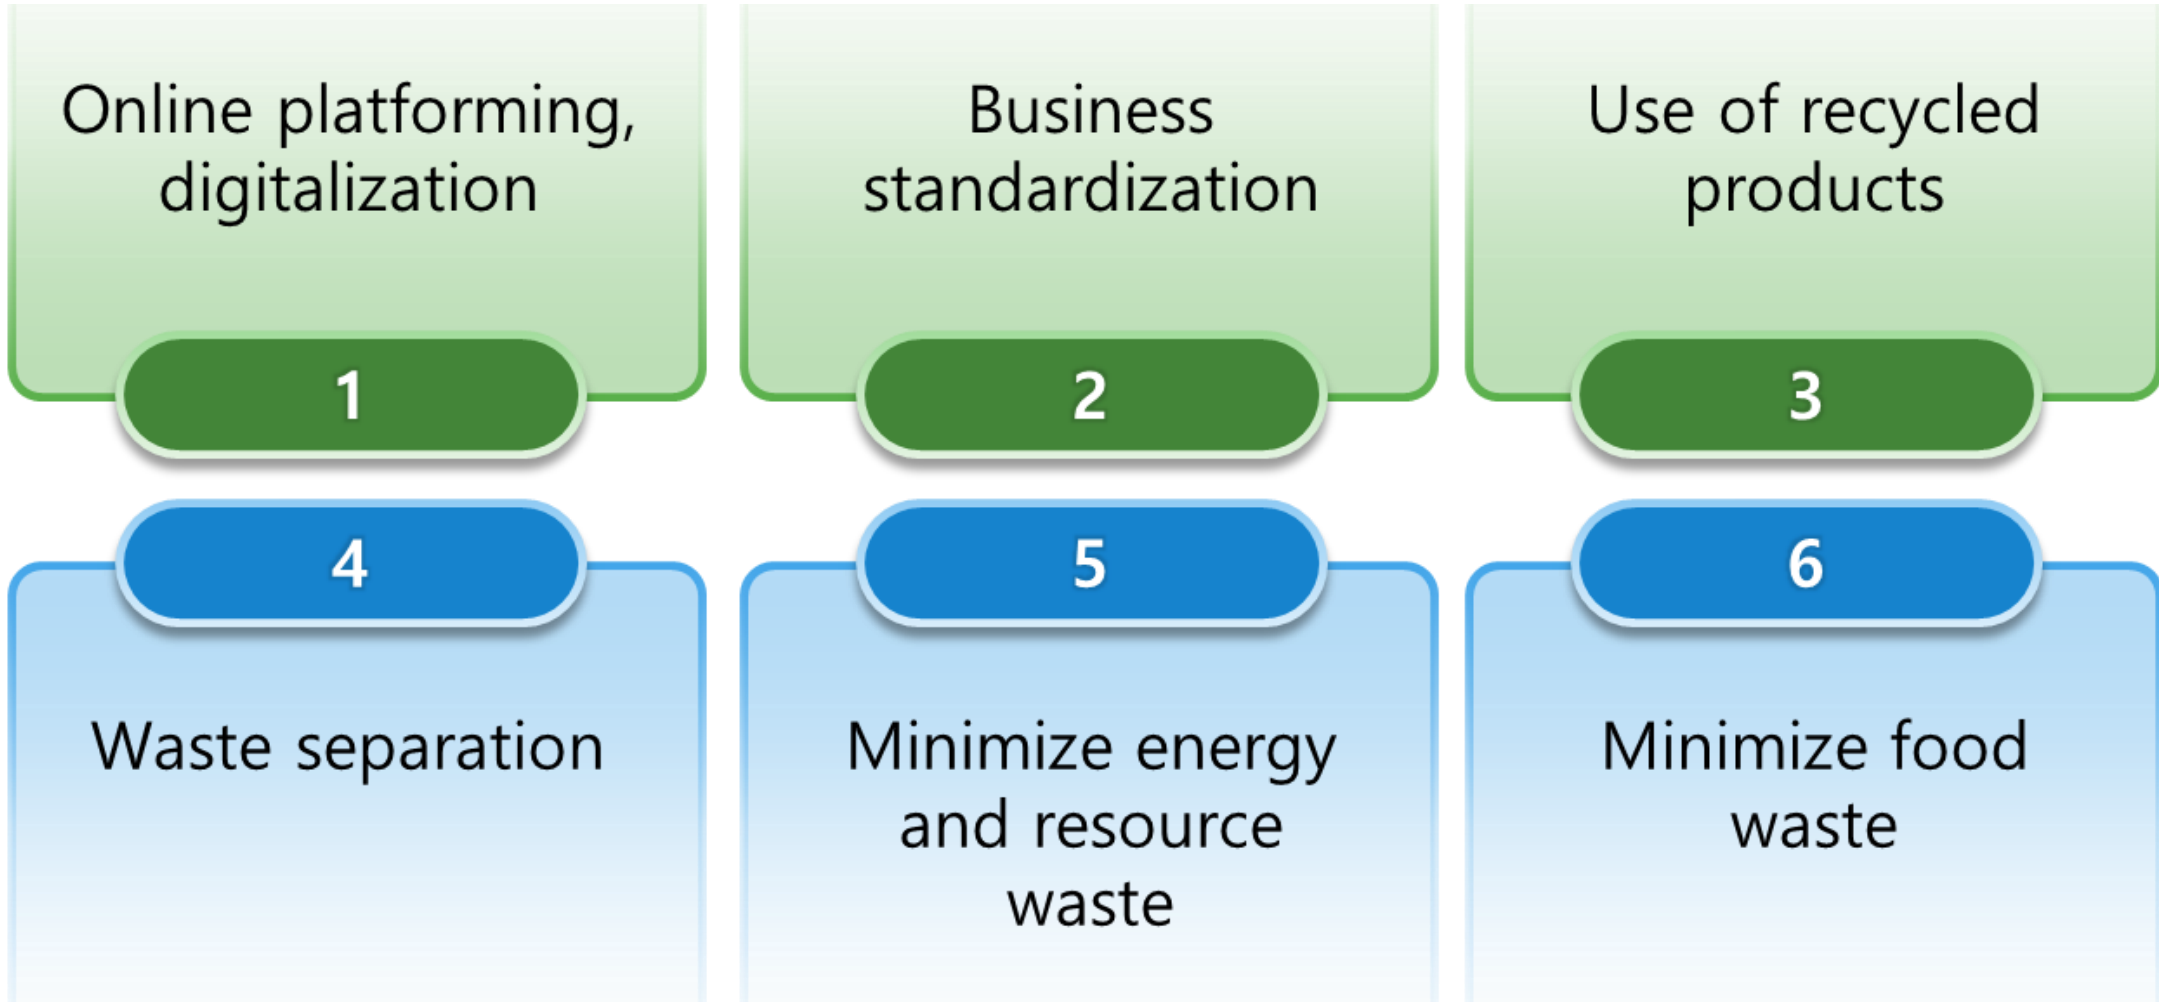 Online platforming,
digitalization
1
Business
standardization
2
Use of recycled
products
3
4
Waste separation
5
Minimize energy
and resource
waste
6
Minimize food
waste